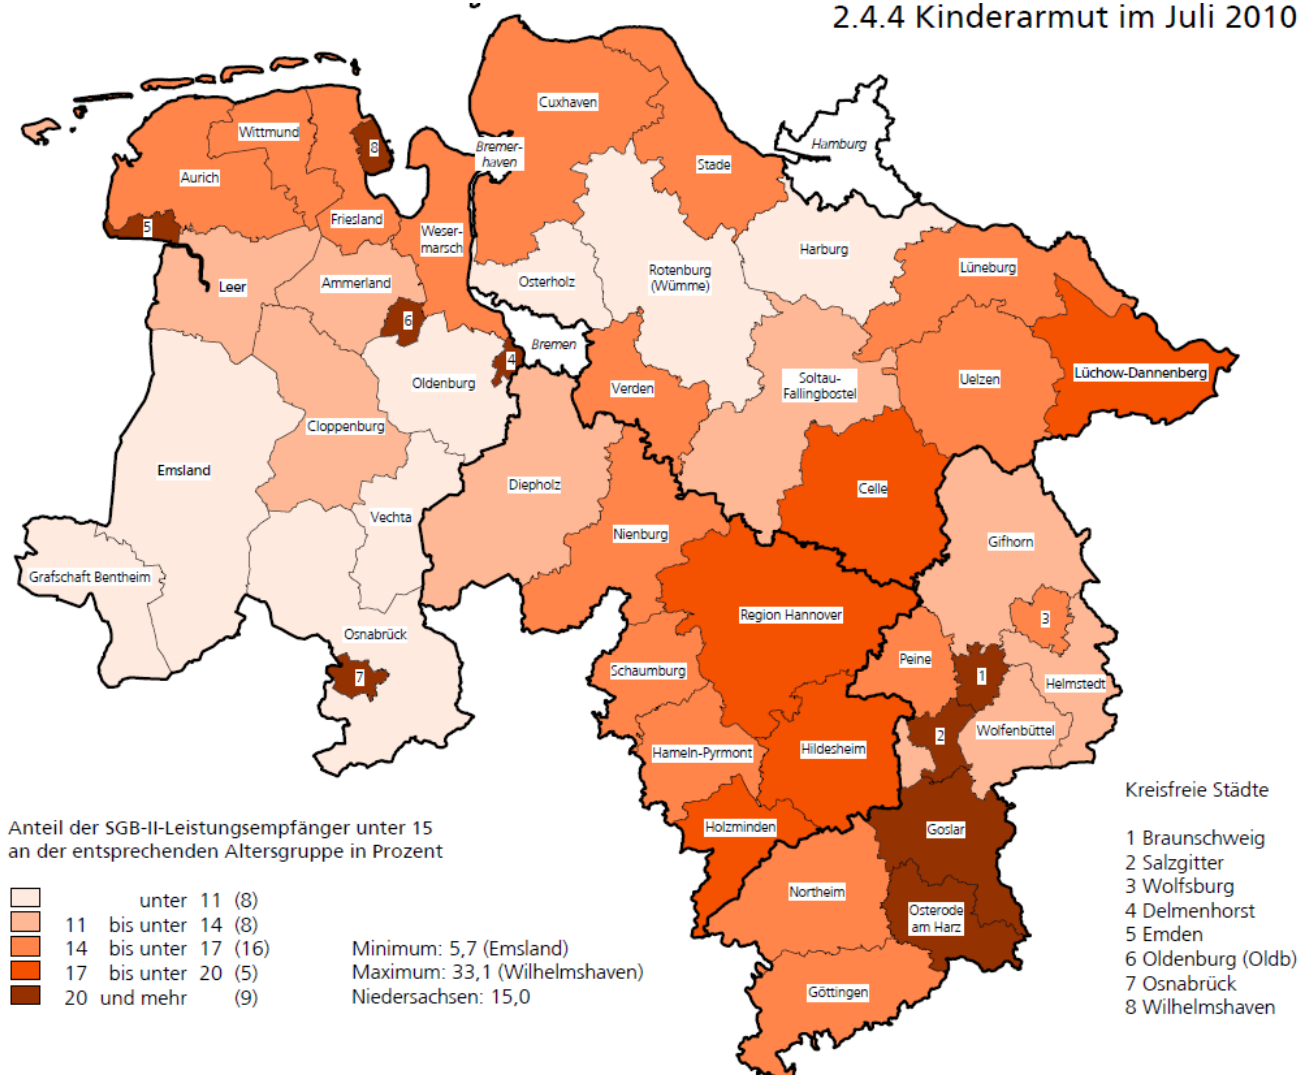 2.4.4 Kinderarmut im Juli 2010
Cuxhaven
Wittmund
Hamburg
8
Bremer-
haven
Stade
Aurich
Friesland
5
Weser-
marsch
Harburg
Lüneburg
Rotenburg
(Wümme)
Osterholz
Ammerland
Leer
6
Bremen
4
Oldenburg
Verden
Soltau-
Fallingbostel
Uelzen
Lüchow-Dannenberg
Cloppenburg
Emsland
Diepholz
Celle
Vechta
Nienburg
Gifhorn
Grafschaft Bentheim
Region Hannover
3
Osnabrück
Peine
Schaumburg
7
1
Helmstedt
Wolfenbüttel
2
Hildesheim
Hameln-Pyrmont
Holzminden
Goslar
Northeim
Osterode
am Harz
Göttingen
Anteil der SGB-II-Leistungsempfänger unter 15
an der entsprechenden Altersgruppe in Prozent
unter 11 (8)
11 bis unter 14 (8)
14 bis unter 17 (16)
17 bis unter 20 (5)
20 und mehr (9)
Minimum: 5,7 (Emsland)
Maximum: 33,1 (Wilhelmshaven)
Niedersachsen: 15,0
Kreisfreie Städte
1 Braunschweig
2 Salzgitter
3 Wolfsburg
4 Delmenhorst
5 Emden
6 Oldenburg (Oldb)
7 Osnabrück
8 Wilhelmshaven